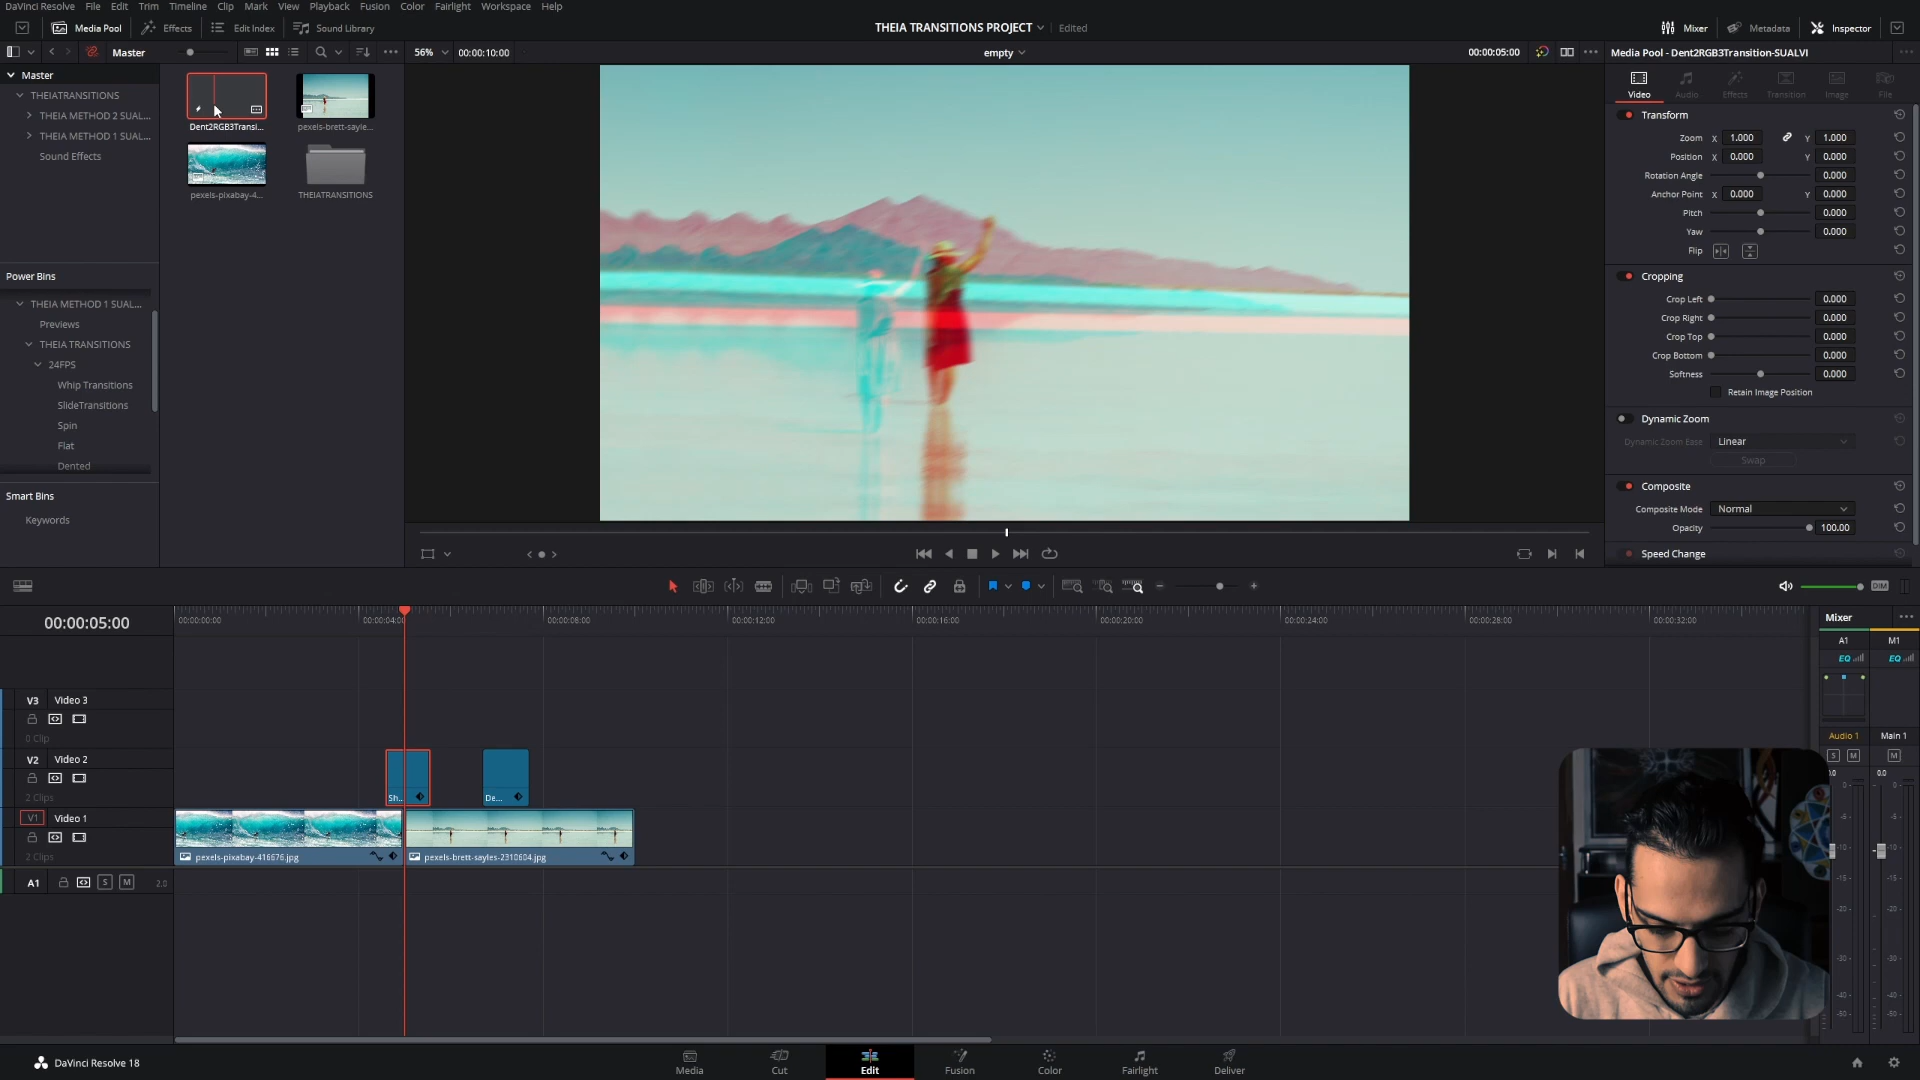 DaVinci Resolve File Edit Trim Timeline Clip Mark View Playback Fusion Color Fairlight Workspace Help
Media Pool Effects Edit Index Sound Library THEIA TRANSITIONS PROJECT Edited Mixer Metadata Inspector
Master 56% 00:00:10:00 empty 00:00:05:00 Media Pool - Dent2RGB3Transition-SUALVI
Master
THEIATRANSITIONS
THEIA METHOD 2 SUAL...
THEIA METHOD 1 SUAL...
Sound Effects
Dent2RGB3Transi...
pexels-brett-sayle...
pexels-pixabay-4...
THEIATRANSITIONS
Power Bins
THEIA METHOD 1 SUAL...
Previews
THEIA TRANSITIONS
24FPS
Whip Transitions
SlideTransitions
Spin
Flat
Dented
Smart Bins
Keywords
Video Audio Effects Transition Image File
Transform
Zoom X 1.000 Y 1.000
Position X 0.000 Y 0.000
Rotation Angle 0.000
Anchor Point X 0.000 Y 0.000
Pitch 0.000
Yaw 0.000
Flip
Cropping
Crop Left 0.000
Crop Right 0.000
Crop Top 0.000
Crop Bottom 0.000
Softness 0.000
Retain Image Position
Dynamic Zoom
Dynamic Zoom Ease Linear
Swap
Composite
Composite Mode Normal
Opacity 100.00
Speed Change
DIM
00:00:05:00
00:00:00:00 00:00:04:00 00:00:08:00 00:00:12:00 00:00:16:00 00:00:20:00 00:00:24:00 00:00:28:00 00:00:32:00
V3 Video 3
0 Clip
V2 Video 2
2 Clips
Sh...
De...
V1 Video 1
2 Clips
pexels-pixabay-416676.jpg
pexels-brett-sayles-2310604.jpg
A1 S M 2.0
Mixer
A1 M1
EQ EQ
Audio 1 Main 1
S M M
0.0
-5
-10
-15
-20
-30
-40
-50
DaVinci Resolve 18
Media Cut Edit Fusion Color Fairlight Deliver